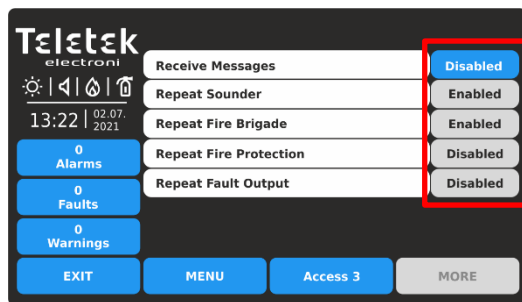 Teletek
electroni
13:22 02.07.
2021
Receive Messages Disabled
Repeat Sounder Enabled
Repeat Fire Brigade Enabled
Repeat Fire Protection Disabled
Repeat Fault Output Disabled
0
Alarms
0
Faults
0
Warnings
EXIT MENU Access 3 MORE